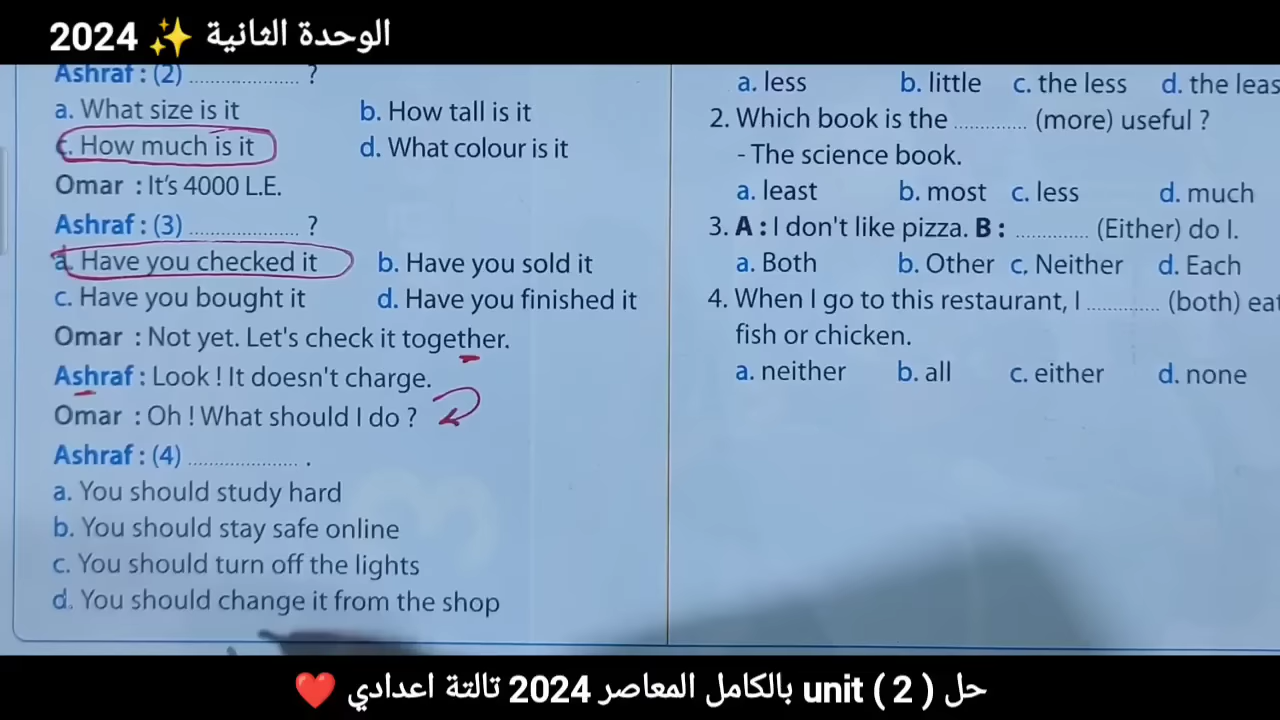 الوحدة الثانية ✨ 2024
Ashraf : (2) .................... ?
a. What size is it b. How tall is it
c. How much is it d. What colour is it
Omar : It's 4000 L.E.
Ashraf : (3) .................... ?
a. Have you checked it b. Have you sold it
c. Have you bought it d. Have you finished it
Omar : Not yet. Let's check it together.
Ashraf : Look ! It doesn't charge.
Omar : Oh ! What should I do ?
Ashraf : (4) .................... .
a. You should study hard
b. You should stay safe online
c. You should turn off the lights
d. You should change it from the shop
a. less b. little c. the less d. the leas
2. Which book is the ............. (more) useful ?
- The science book.
a. least b. most c. less d. much
3. A : I don't like pizza. B : ............. (Either) do I.
a. Both b. Other c. Neither d. Each
4. When I go to this restaurant, I ............. (both) eat
fish or chicken.
a. neither b. all c. either d. none
حل unit ( 2 ) بالكامل المعاصر 2024 تالتة اعدادي ❤️